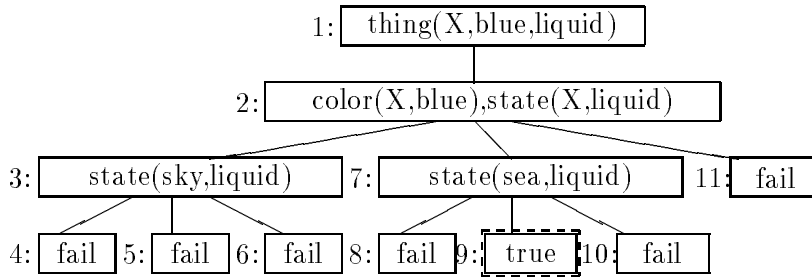 1: thing(X,blue,liquid)
2: color(X,blue),state(X,liquid)
3: state(sky,liquid) 7: state(sea,liquid) 11: fail
4: fail 5: fail 6: fail 8: fail 9: true 10: fail